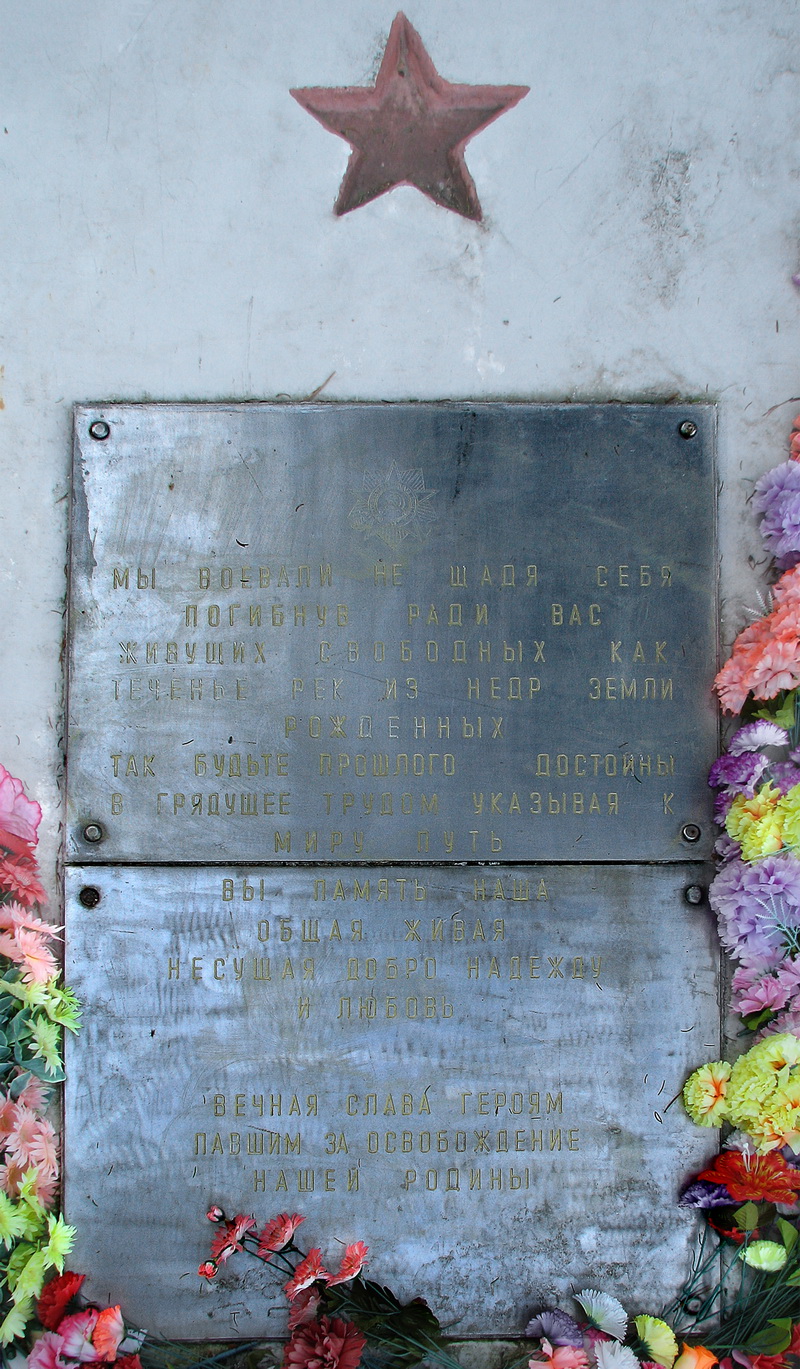 МЫ ВОЕВАЛИ НЕ ЩАДЯ СЕБЯ
ПОГИБНУВ РАДИ ВАС
ЖИВУЩИХ СВОБОДНЫХ КАК
ТЕЧЕНЬЕ РЕК ИЗ НЕДР ЗЕМЛИ
РОЖДЕННЫХ
ТАК БУДЬТЕ ПРОШЛОГО ДОСТОЙНЫ
В ГРЯДУЩЕЕ ТРУДОМ УКАЗЫВАЯ К
МИРУ ПУТЬ
ВЫ ПАМЯТЬ НАША
ОБЩАЯ ЖИВАЯ
НЕСУЩАЯ ДОБРО НАДЕЖДУ
И ЛЮБОВЬ
ВЕЧНАЯ СЛАВА ГЕРОЯМ
ПАВШИМ ЗА ОСВОБОЖДЕНИЕ
НАШЕЙ РОДИНЫ